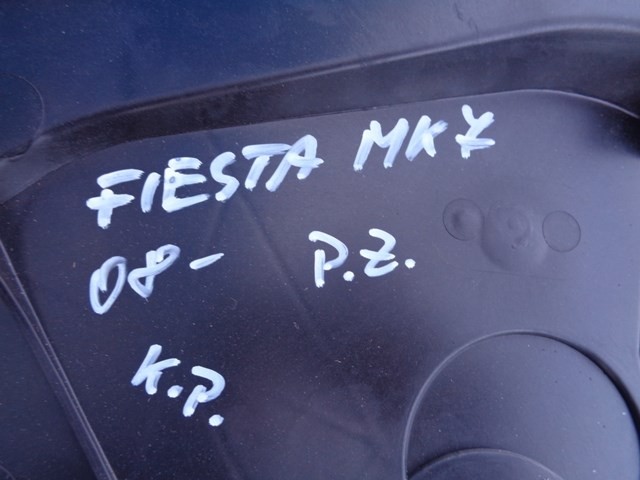 FIESTA MK7
08- P.Z.
K.P.